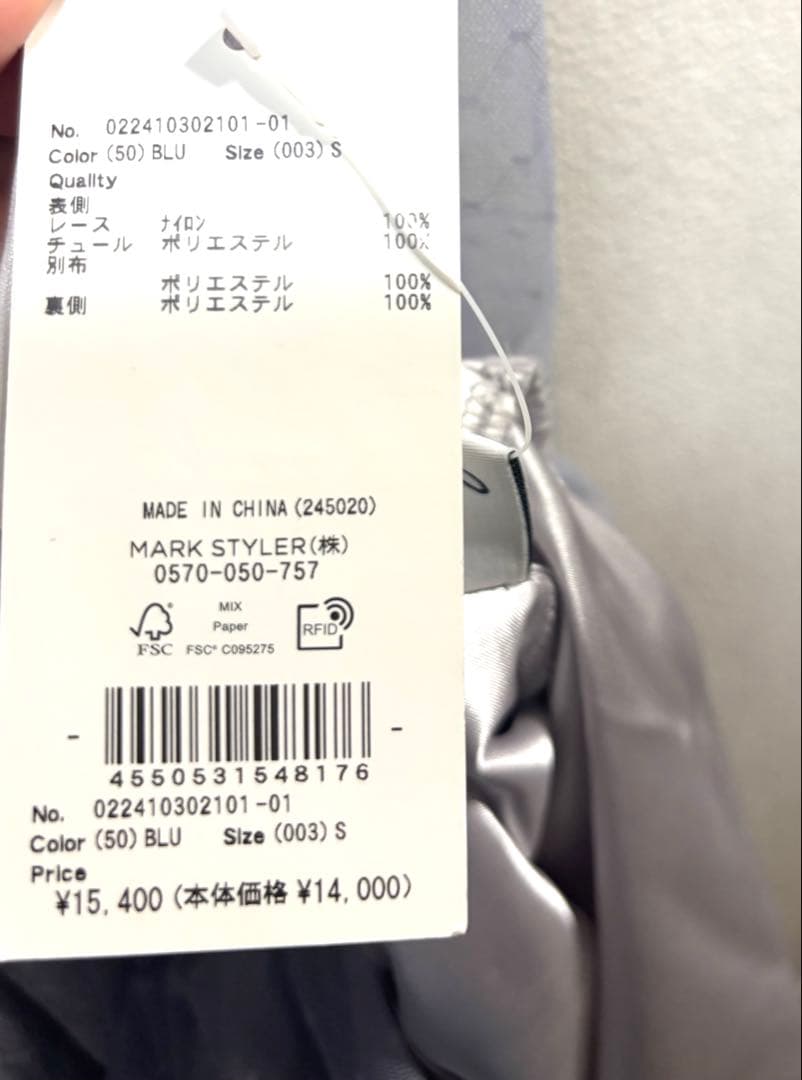 No. 022410302101-01
Color (50) BLU Size (003) S
Quality
表側
レース ﾅｲﾛﾝ 100%
チュール ポリエステル 100%
別布
ポリエステル 100%
裏側 ポリエステル 100%
MADE IN CHINA (245020)
MARK STYLER(株)
0570-050-757
MIX
Paper
FSC® C095275
FSC
RFID
- -
4550531548176
No. 022410302101-01
Color (50) BLU Size (003) S
Price
¥15,400 (本体価格 ¥14,000)